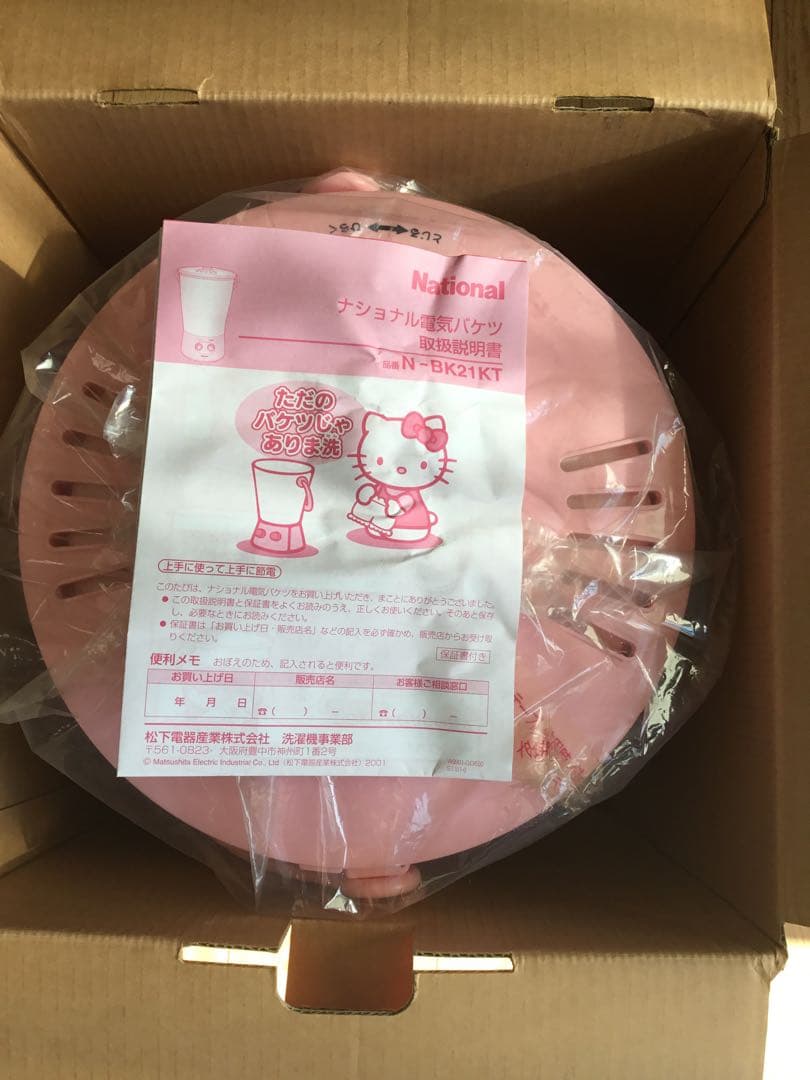 とじる ひらく
National
ナショナル電気バケツ
取扱説明書
品番 N-BK21KT
ただの
バケツじゃ
ありま洗
上手に使って上手に節電
このたびは、ナショナル電気バケツをお買い上げいただき、まことにありがとうございました。
● この取扱説明書と保証書をよくお読みのうえ、正しくお使いください。そのあと保存
し、必要なときにお読みください。
● 保証書は「お買い上げ日・販売店名」などの記入を必ず確かめ、販売店からお受け取
りください。
保証書付き
便利メモ おぼえのため、記入されると便利です。
お買い上げ日 販売店名 お客様ご相談窓口
年 月 日 ☎( ) － ☎( ) －
松下電器産業株式会社 洗濯機事業部
〒561-0823 大阪府豊中市神州町1番2号
© Matsushita Electric Industrial Co., Ltd (松下電器産業株式会社) 2001